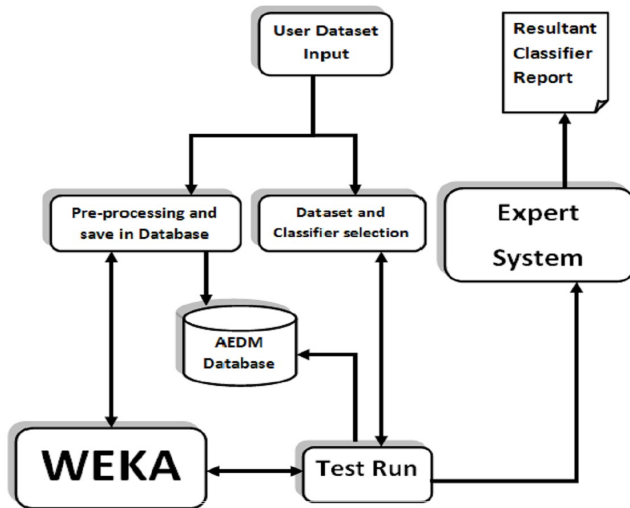 User Dataset
Input
Resultant
Classifier
Report
Pre-processing and
save in Database
Dataset and
Classifier selection
Expert
System
AEDM
Database
WEKA
Test Run